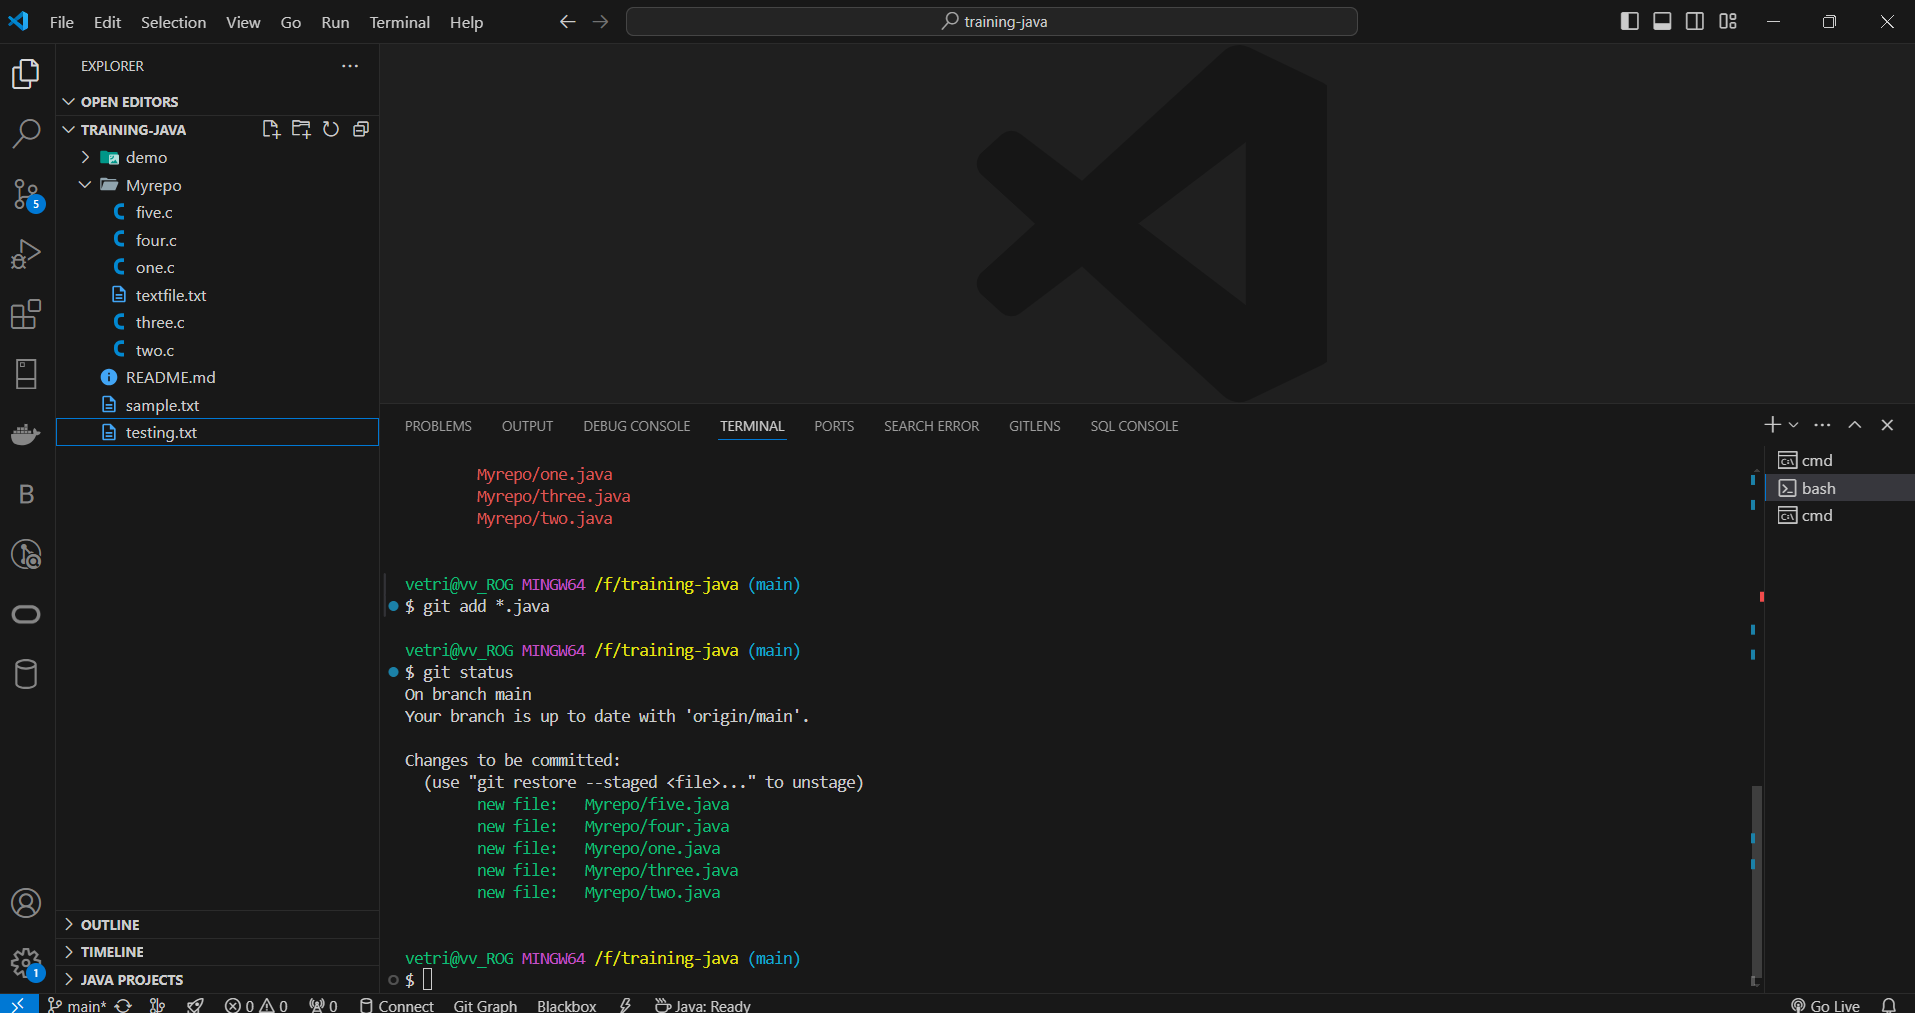 File Edit Selection View Go Run Terminal Help
training-java
EXPLORER
OPEN EDITORS
TRAINING-JAVA
demo
Myrepo
five.c
four.c
one.c
textfile.txt
three.c
two.c
README.md
sample.txt
testing.txt
5
B
OUTLINE
TIMELINE
JAVA PROJECTS
1
PROBLEMS OUTPUT DEBUG CONSOLE TERMINAL PORTS SEARCH ERROR GITLENS SQL CONSOLE
cmd
bash
cmd
Myrepo/one.java
Myrepo/three.java
Myrepo/two.java
vetri@vv_ROG MINGW64 /f/training-java (main)
$ git add *.java
vetri@vv_ROG MINGW64 /f/training-java (main)
$ git status
On branch main
Your branch is up to date with 'origin/main'.
Changes to be committed:
(use "git restore --staged <file>..." to unstage)
new file: Myrepo/five.java
new file: Myrepo/four.java
new file: Myrepo/one.java
new file: Myrepo/three.java
new file: Myrepo/two.java
vetri@vv_ROG MINGW64 /f/training-java (main)
$
main* 0 0 0 Connect Git Graph Blackbox Java: Ready Go Live